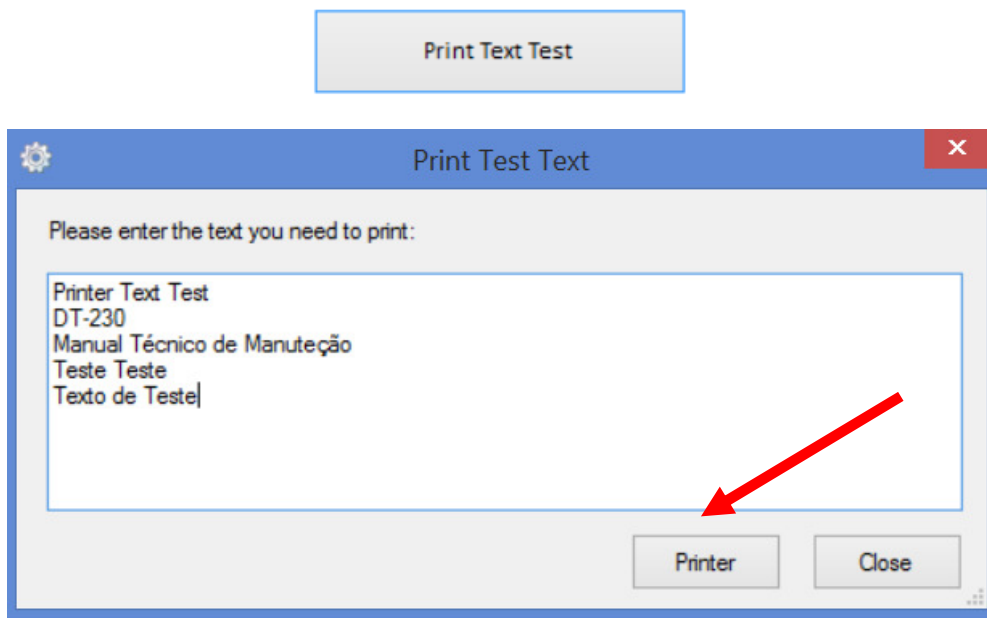 Print Text Test
Print Test Text
Please enter the text you need to print:
Printer Text Test
DT-230
Manual Técnico de Manuteção
Teste Teste
Texto de Teste
Printer
Close